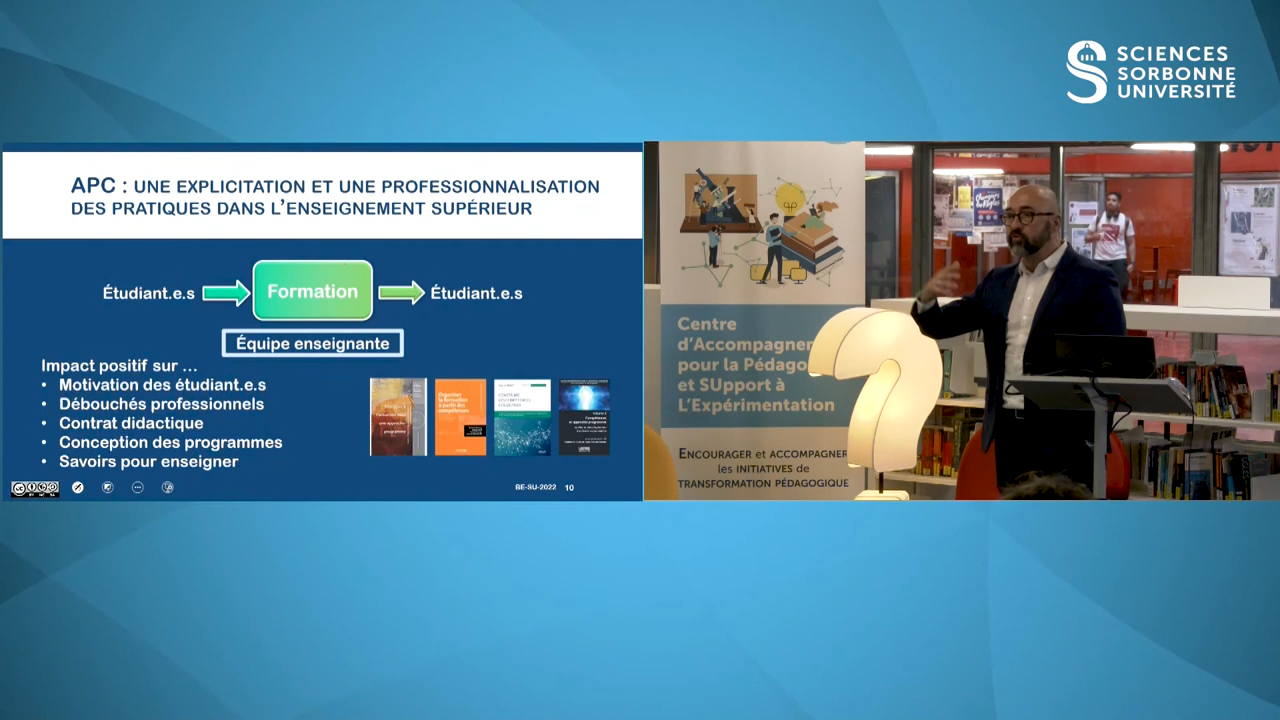 SCIENCES
SORBONNE
UNIVERSITÉ
APC : UNE EXPLICITATION ET UNE PROFESSIONNALISATION
DES PRATIQUES DANS L'ENSEIGNEMENT SUPÉRIEUR
Étudiant.e.s
Formation
Étudiant.e.s
Équipe enseignante
Impact positif sur ...
• Motivation des étudiant.e.s
• Débouchés professionnels
• Contrat didactique
• Conception des programmes
• Savoirs pour enseigner
BE-SU-2022 10
Centre
d'Accompagne
pour la Pédago
et SUpport à
L'Expérimentation
ENCOURAGER et ACCOMPAGNER
les INITIATIVES de
TRANSFORMATION PÉDAGOGIQUE